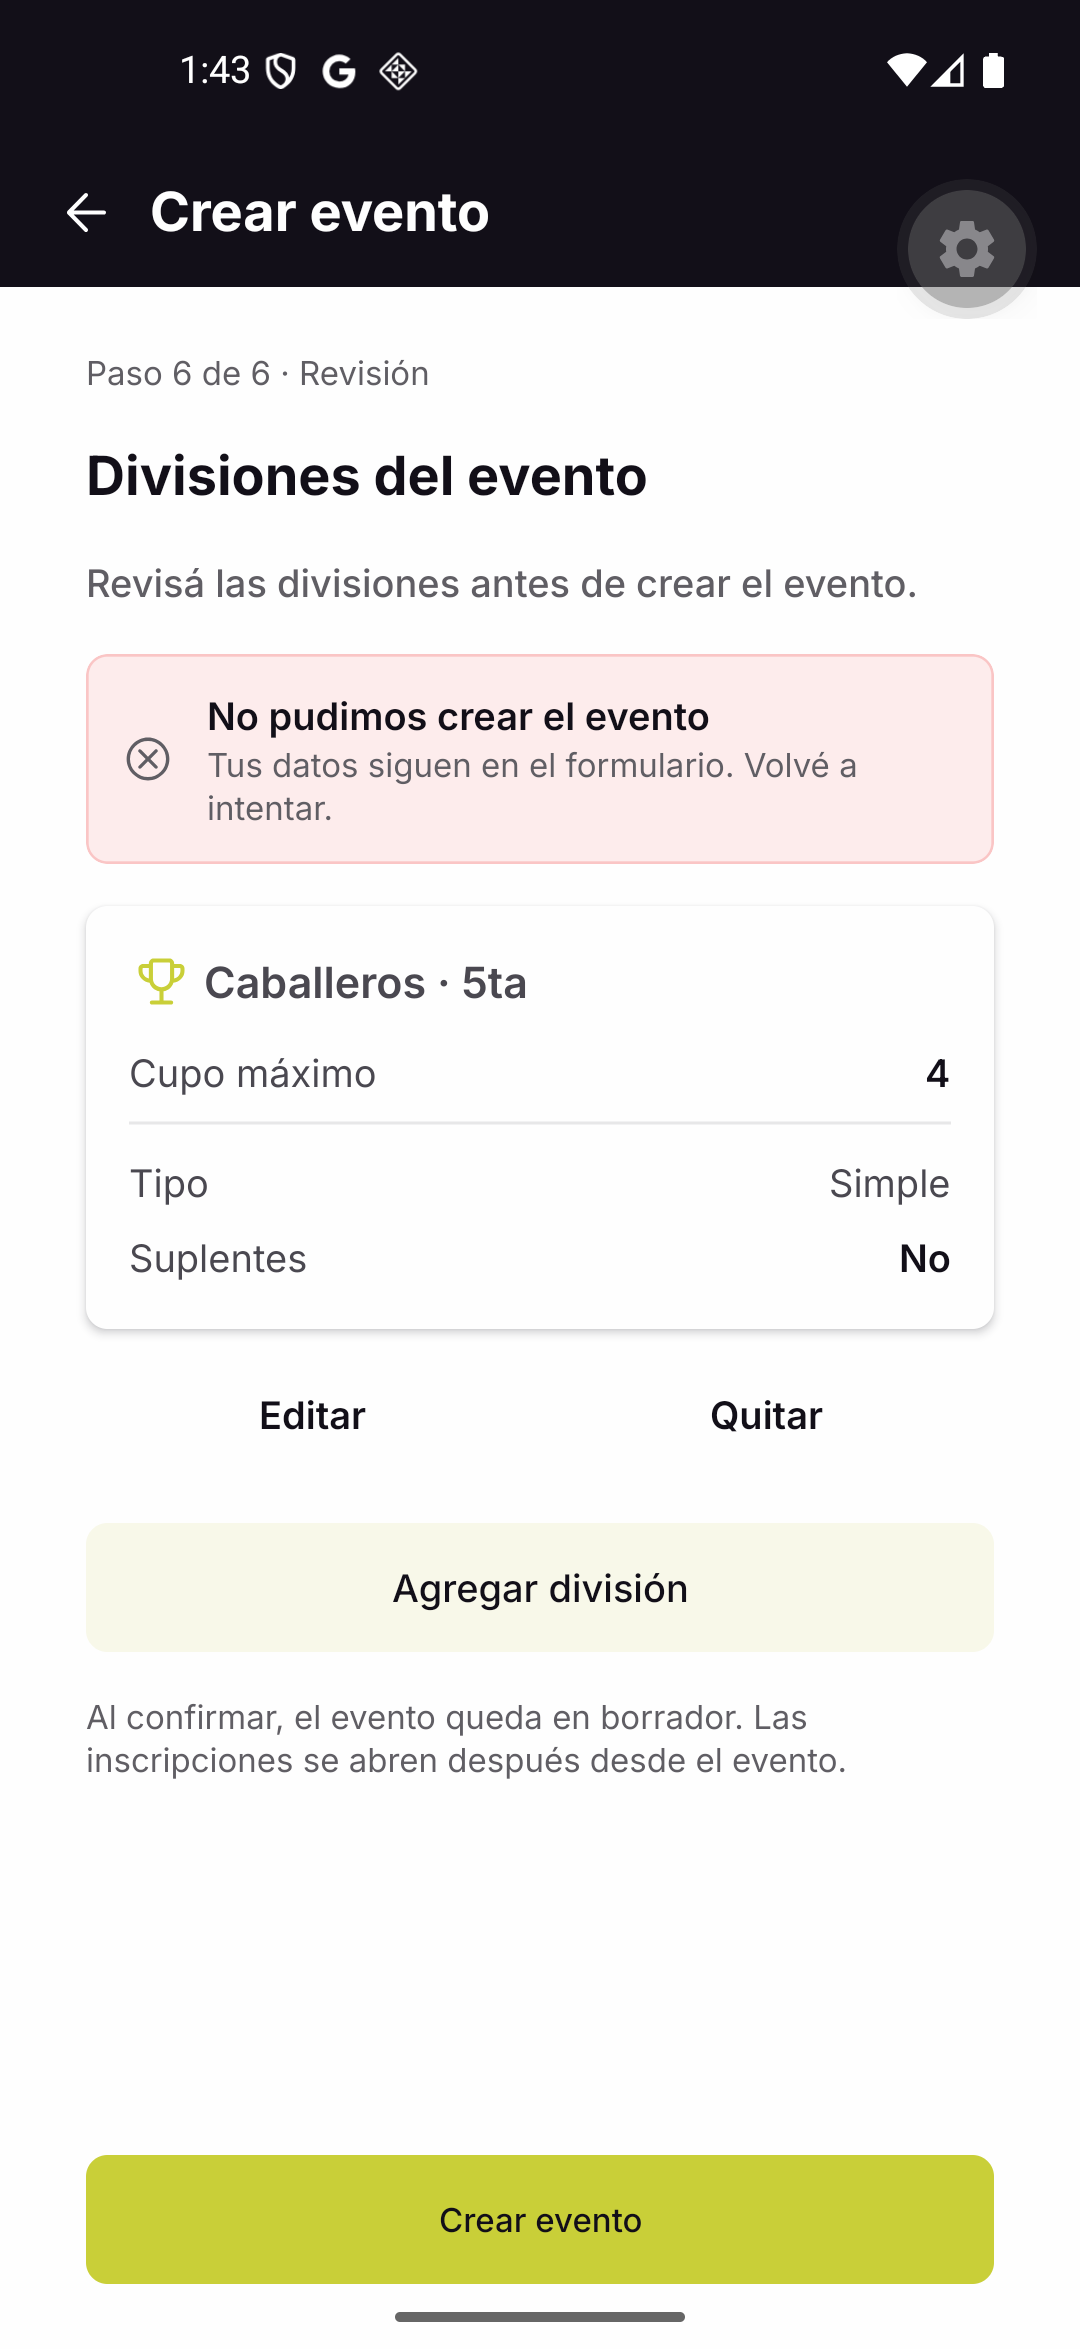 1:43
Crear evento
Paso 6 de 6 · Revisión
Divisiones del evento
Revisá las divisiones antes de crear el evento.
No pudimos crear el evento
Tus datos siguen en el formulario. Volvé a
intentar.
Caballeros · 5ta
Cupo máximo 4
Tipo Simple
Suplentes No
Editar Quitar
Agregar división
Al confirmar, el evento queda en borrador. Las
inscripciones se abren después desde el evento.
Crear evento